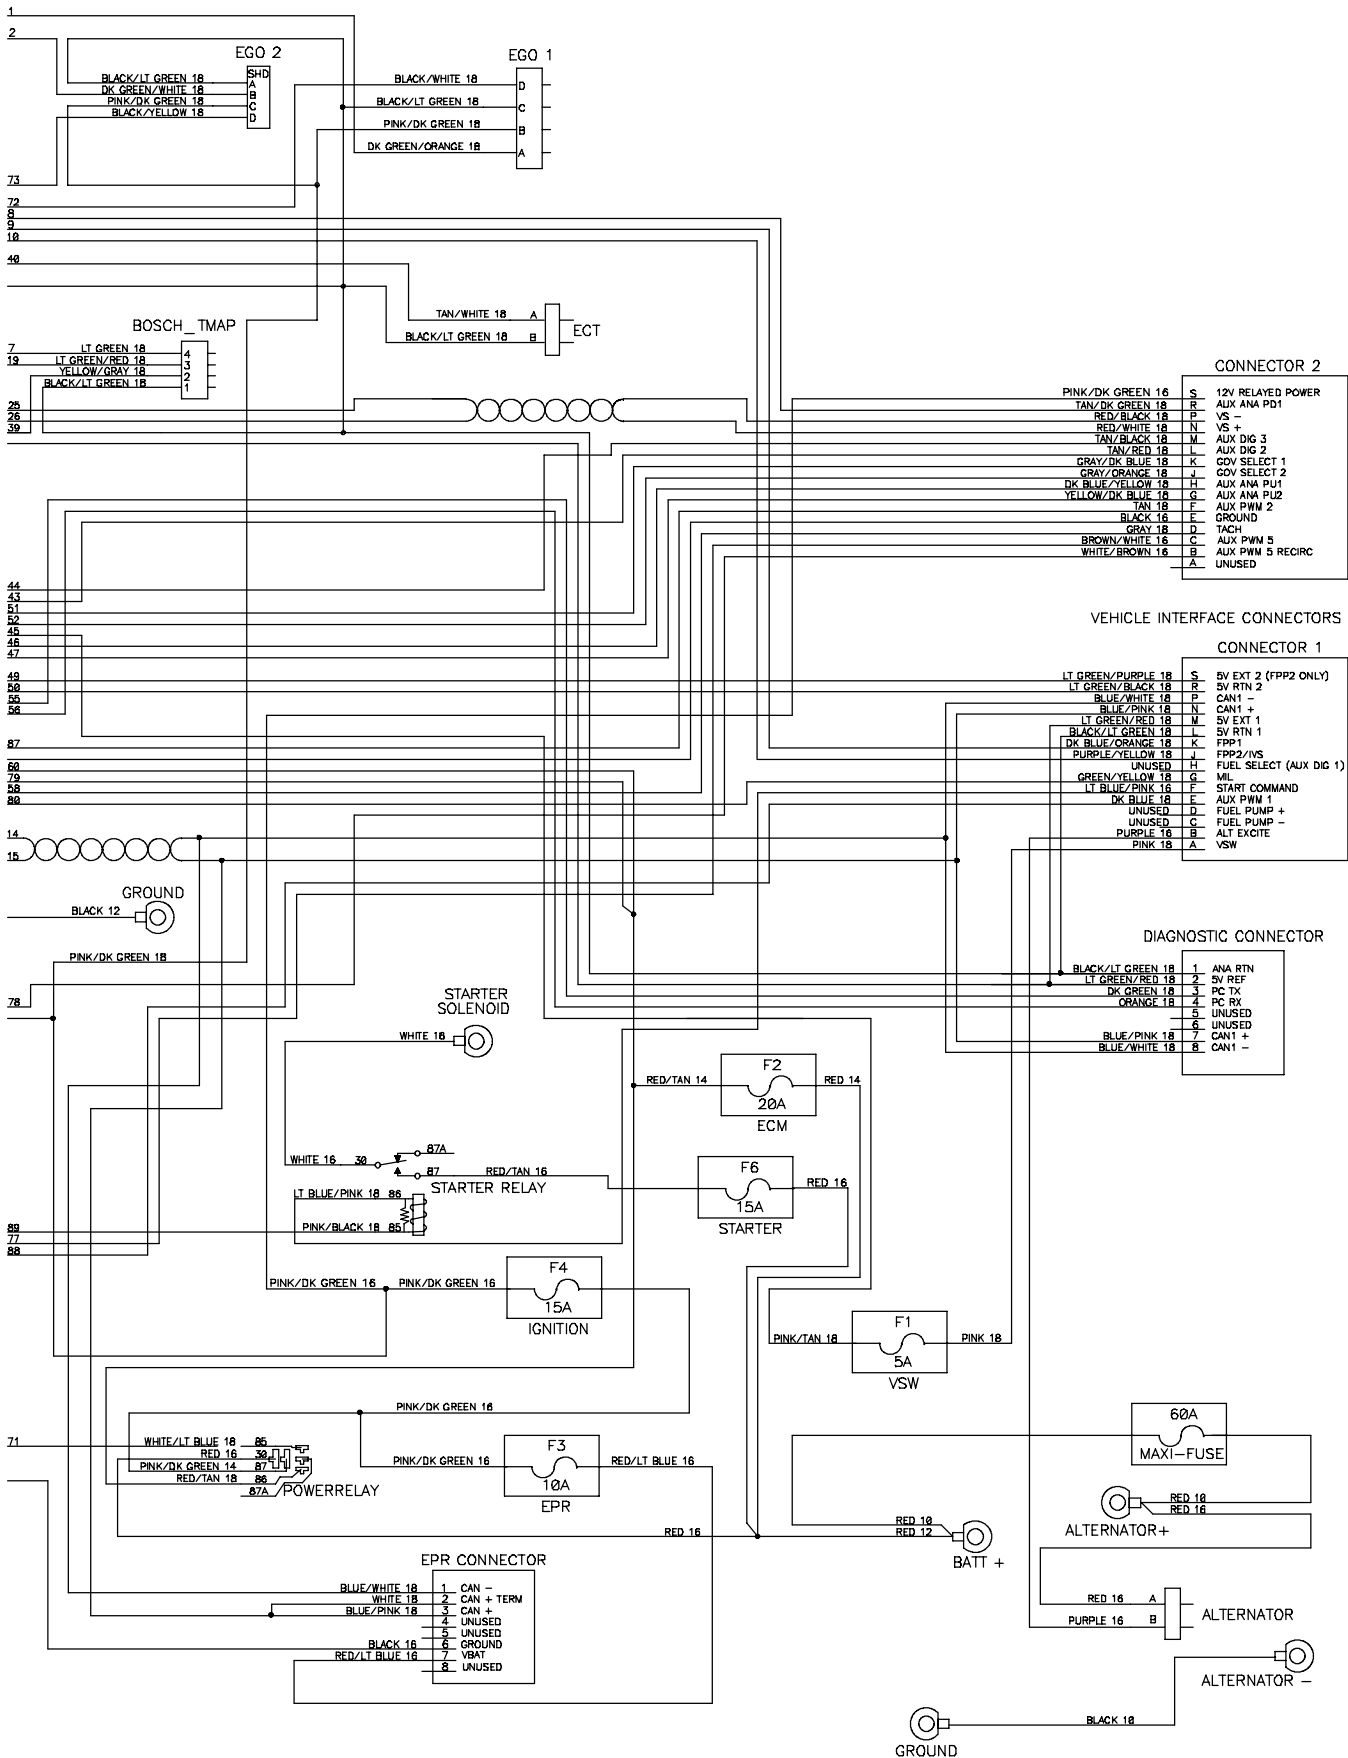 1
2
EGO 2
EGO 1
SHD
BLACK/LT GREEN 18 A
DK GREEN/WHITE 18 B
PINK/DK GREEN 18 C
BLACK/YELLOW 18 D
BLACK/WHITE 18 D
BLACK/LT GREEN 18 C
PINK/DK GREEN 18 B
DK GREEN/ORANGE 18 A
73
72
8
9
10
40
TAN/WHITE 18 A
BLACK/LT GREEN 18 B
ECT
BOSCH_TMAP
7 LT GREEN 18 4
19 LT GREEN/RED 18 3
YELLOW/GRAY 18 2
BLACK/LT GREEN 18 1
25
26
39
CONNECTOR 2
PINK/DK GREEN 16 S 12V RELAYED POWER
TAN/DK GREEN 18 R AUX ANA PD1
RED/BLACK 18 P VS -
RED/WHITE 18 N VS +
TAN/BLACK 18 M AUX DIG 3
TAN/RED 18 L AUX DIG 2
GRAY/DK BLUE 18 K GOV SELECT 1
GRAY/ORANGE 18 J GOV SELECT 2
DK BLUE/YELLOW 18 H AUX ANA PU1
YELLOW/DK BLUE 18 G AUX ANA PU2
TAN 18 F AUX PWM 2
BLACK 16 E GROUND
GRAY 18 D TACH
BROWN/WHITE 16 C AUX PWM 5
WHITE/BROWN 16 B AUX PWM 5 RECIRC
A UNUSED
44
43
51
52
45
46
47
VEHICLE INTERFACE CONNECTORS
CONNECTOR 1
49
50
55
56
LT GREEN/PURPLE 18 S 5V EXT 2 (FPP2 ONLY)
LT GREEN/BLACK 18 R 5V RTN 2
BLUE/WHITE 18 P CAN1 -
BLUE/PINK 18 N CAN1 +
LT GREEN/RED 18 M 5V EXT 1
BLACK/LT GREEN 18 L 5V RTN 1
DK BLUE/ORANGE 18 K FPP1
PURPLE/YELLOW 18 J FPP2/IVS
UNUSED H FUEL SELECT (AUX DIG 1)
GREEN/YELLOW 18 G MIL
LT BLUE/PINK 16 F START COMMAND
DK BLUE 18 E AUX PWM 1
UNUSED D FUEL PUMP +
UNUSED C FUEL PUMP -
PURPLE 16 B ALT EXCITE
PINK 18 A VSW
87
60
79
58
80
14
15
GROUND
BLACK 12
PINK/DK GREEN 18
78
DIAGNOSTIC CONNECTOR
BLACK/LT GREEN 18 1 ANA RTN
LT GREEN/RED 18 2 5V REF
DK GREEN 18 3 PC TX
ORANGE 18 4 PC RX
5 UNUSED
6 UNUSED
BLUE/PINK 18 7 CAN1 +
BLUE/WHITE 18 8 CAN1 -
STARTER
SOLENOID
WHITE 16
RED/TAN 14
F2
20A
RED 14
ECM
WHITE 16 30
87A
87
RED/TAN 16
STARTER RELAY
F6
15A
RED 16
STARTER
LT BLUE/PINK 18 86
PINK/BLACK 18 85
89
77
88
PINK/DK GREEN 16
PINK/DK GREEN 16
F4
15A
IGNITION
PINK/TAN 18
F1
5A
PINK 18
VSW
PINK/DK GREEN 16
71
WHITE/LT BLUE 18 85
RED 16 30
PINK/DK GREEN 14 87
RED/TAN 18 86
87A
POWERRELAY
PINK/DK GREEN 16
F3
10A
RED/LT BLUE 16
EPR
60A
MAXI-FUSE
RED 10
RED 16
ALTERNATOR+
RED 16
RED 10
RED 12
BATT +
EPR CONNECTOR
BLUE/WHITE 18 1 CAN -
WHITE 18 2 CAN + TERM
BLUE/PINK 18 3 CAN +
4 UNUSED
5 UNUSED
BLACK 16 6 GROUND
RED/LT BLUE 16 7 VBAT
8 UNUSED
RED 16 A
PURPLE 16 B
ALTERNATOR
ALTERNATOR -
BLACK 10
GROUND